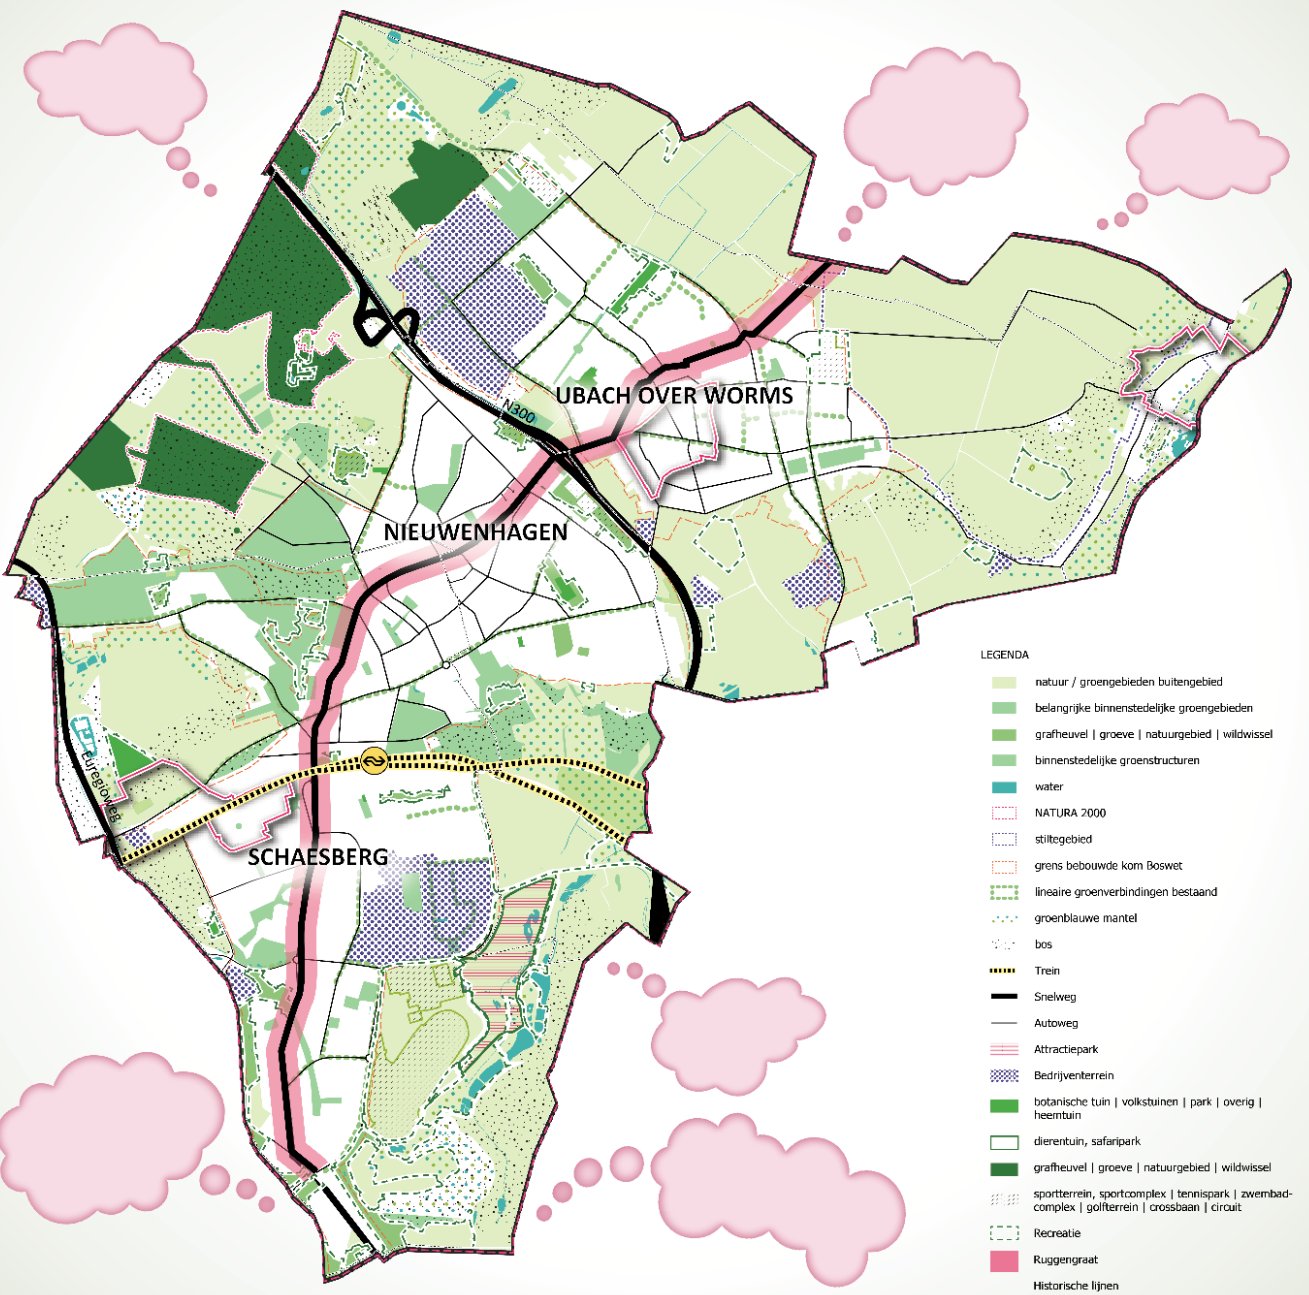 N300
UBACH OVER WORMS
NIEUWENHAGEN
Euregioweg
SCHAESBERG
LEGENDA
natuur / groengebieden buitengebied
belangrijke binnenstedelijke groengebieden
grafheuvel | groeve | natuurgebied | wildwissel
binnenstedelijke groenstructuren
water
NATURA 2000
stiltegebied
grens bebouwde kom Boswet
lineaire groenverbindingen bestaand
groenblauwe mantel
bos
Trein
Snelweg
Autoweg
Attractiepark
Bedrijventerrein
botanische tuin | volkstuinen | park | overig |
heemtuin
dierentuin, safaripark
grafheuvel | groeve | natuurgebied | wildwissel
sportterrein, sportcomplex | tennispark | zwembad-
complex | golfterrein | crossbaan | circuit
Recreatie
Ruggengraat
Historische lijnen